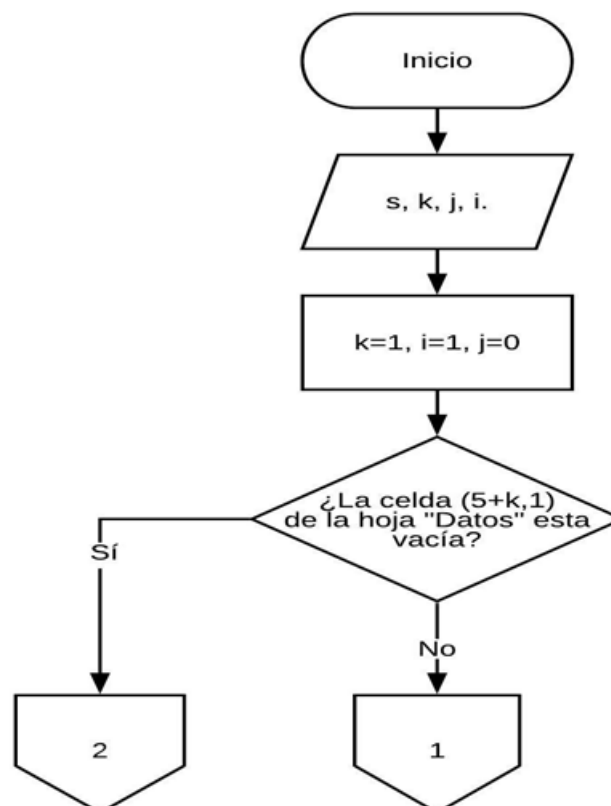 Inicio
s, k, j, i.
k=1, i=1, j=0
¿La celda (5+k,1)
de la hoja "Datos" esta
vacía?
Sí
No
2
1